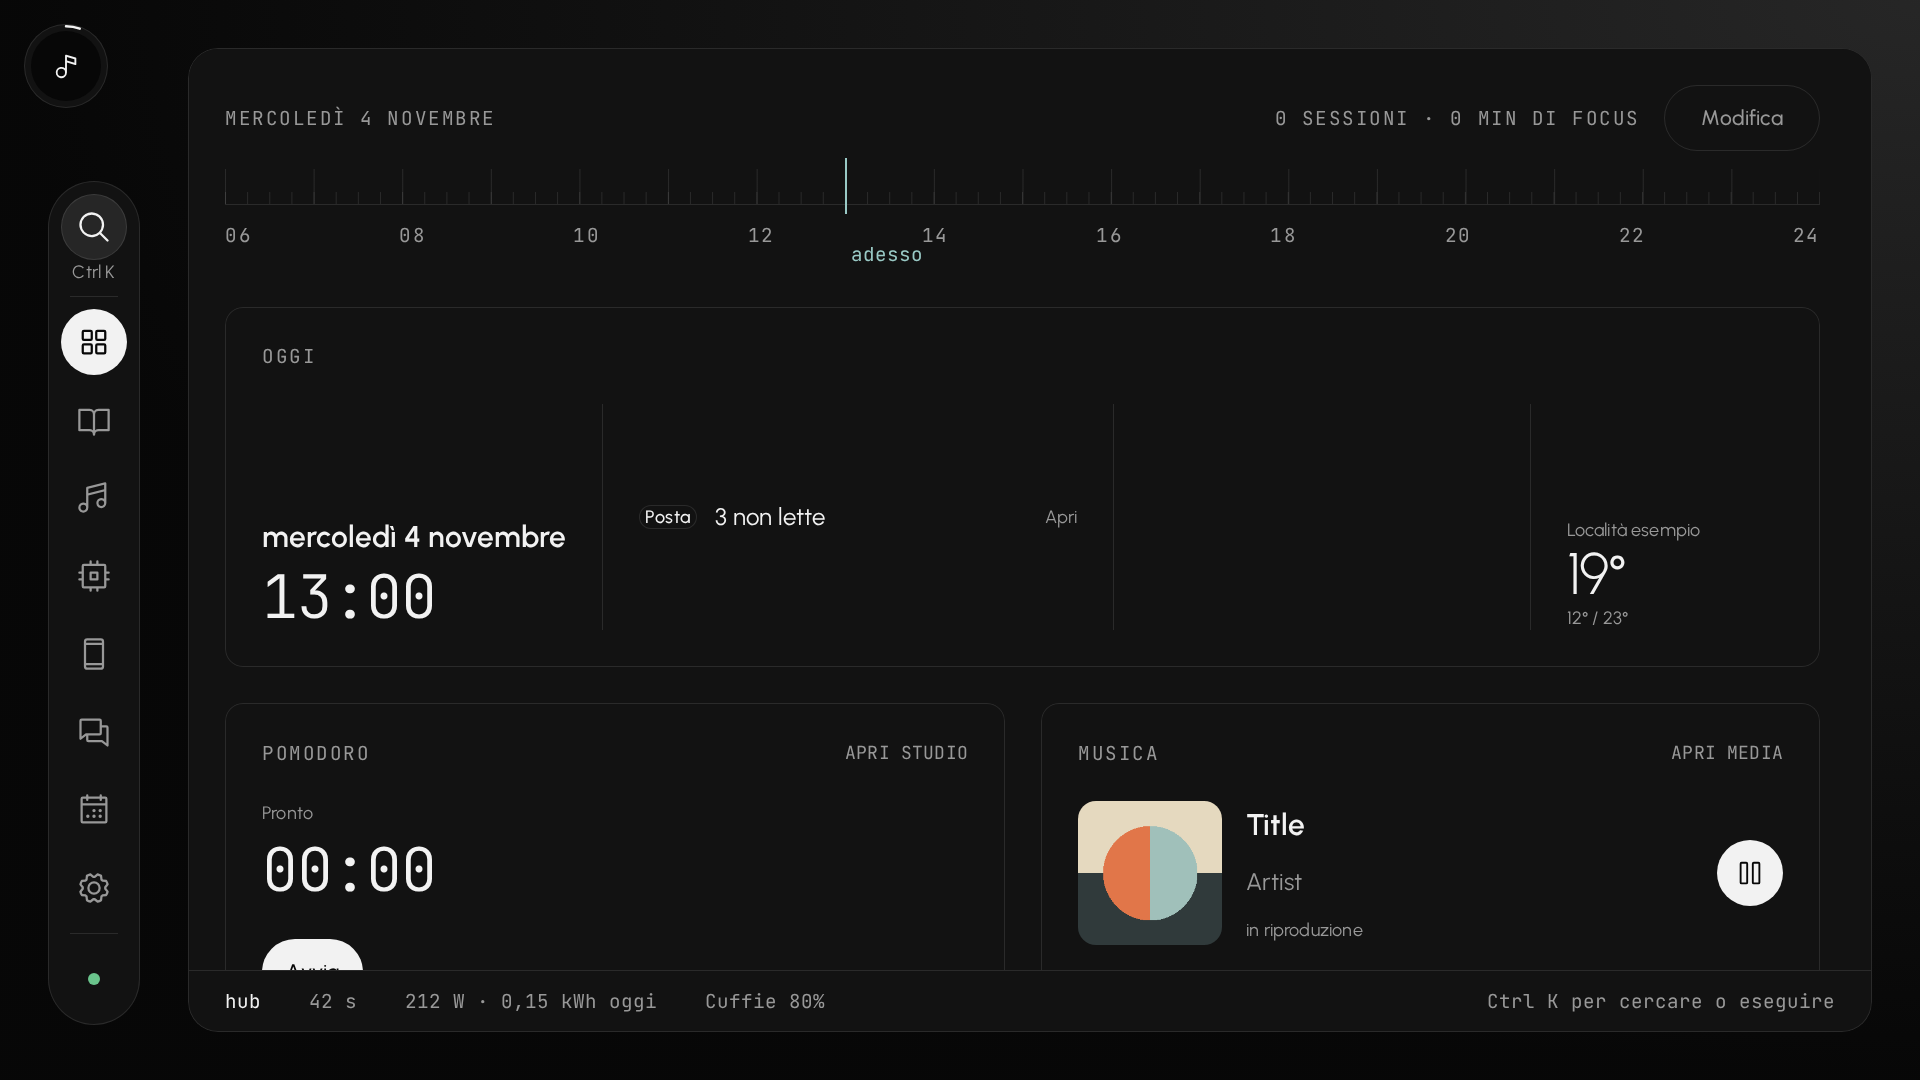 MERCOLEDÌ 4 NOVEMBRE
0 SESSIONI · 0 MIN DI FOCUS
Modifica
06 08 10 12 14 16 18 20 22 24
adesso
Ctrl K
OGGI
mercoledì 4 novembre
13:00
Posta 3 non lette Apri
Località esempio
19°
12° / 23°
POMODORO
APRI STUDIO
Pronto
00:00
MUSICA
APRI MEDIA
Title
Artist
in riproduzione
hub 42 s 212 W · 0,15 kWh oggi Cuffie 80%
Ctrl K per cercare o eseguire